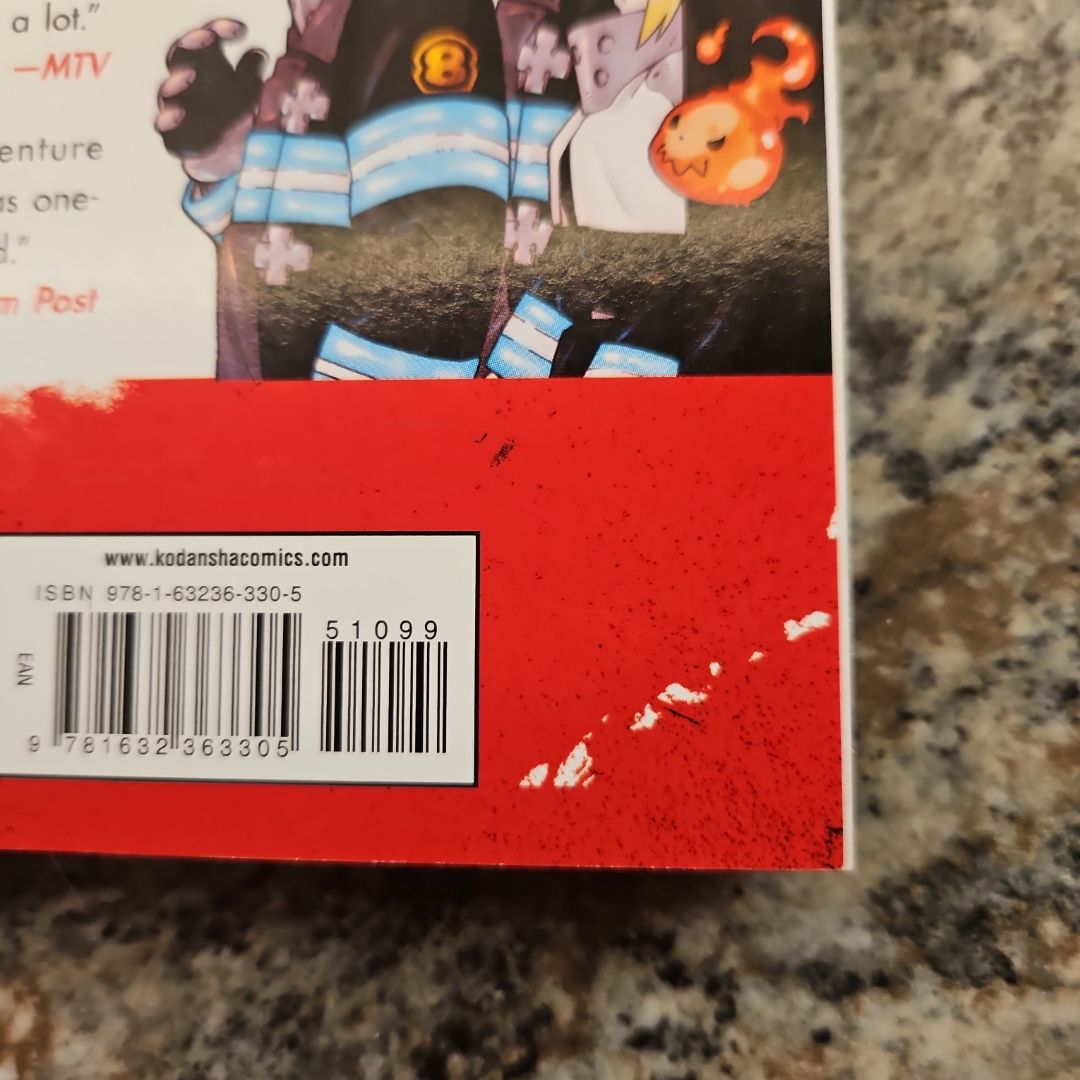 a lot."
—MTV
enture
as one-
d."
m Post
8
www.kodanshacomics.com
ISBN 978-1-63236-330-5
51099
EAN
9 781632 363305